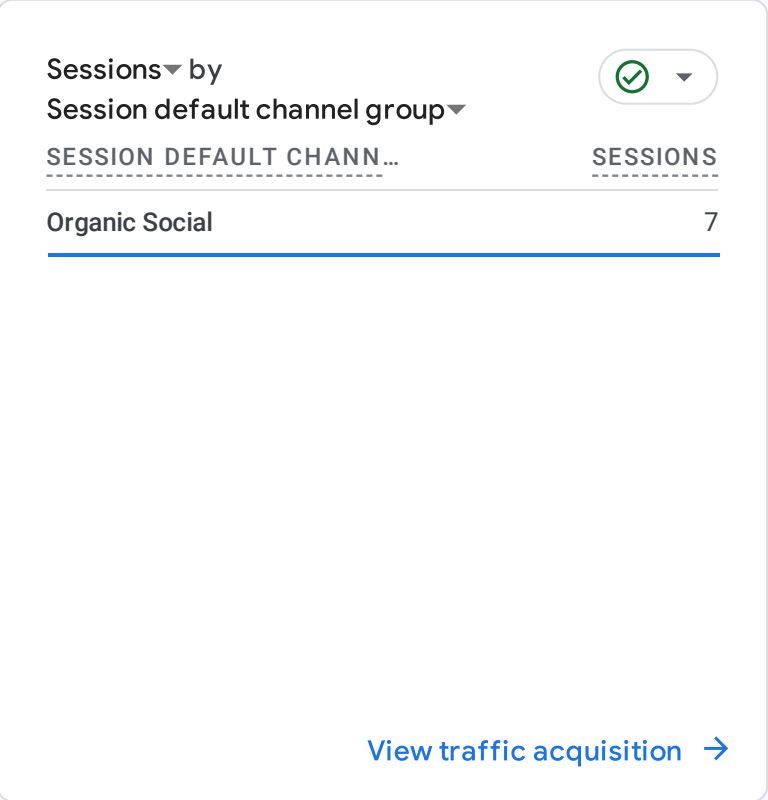 Sessions by
Session default channel group
SESSION DEFAULT CHANN...
SESSIONS
Organic Social
7
View traffic acquisition